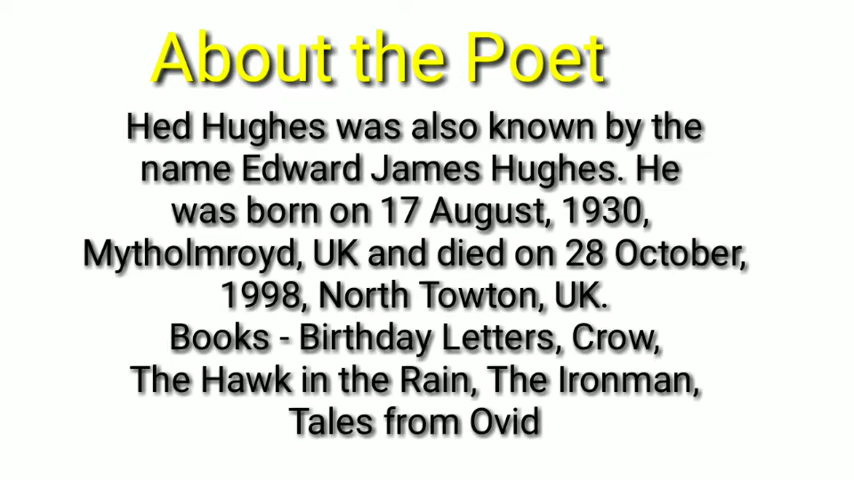 About the Poet
Hed Hughes was also known by the
name Edward James Hughes. He
was born on 17 August, 1930,
Mytholmroyd, UK and died on 28 October,
1998, North Towton, UK.
Books - Birthday Letters, Crow,
The Hawk in the Rain, The Ironman,
Tales from Ovid